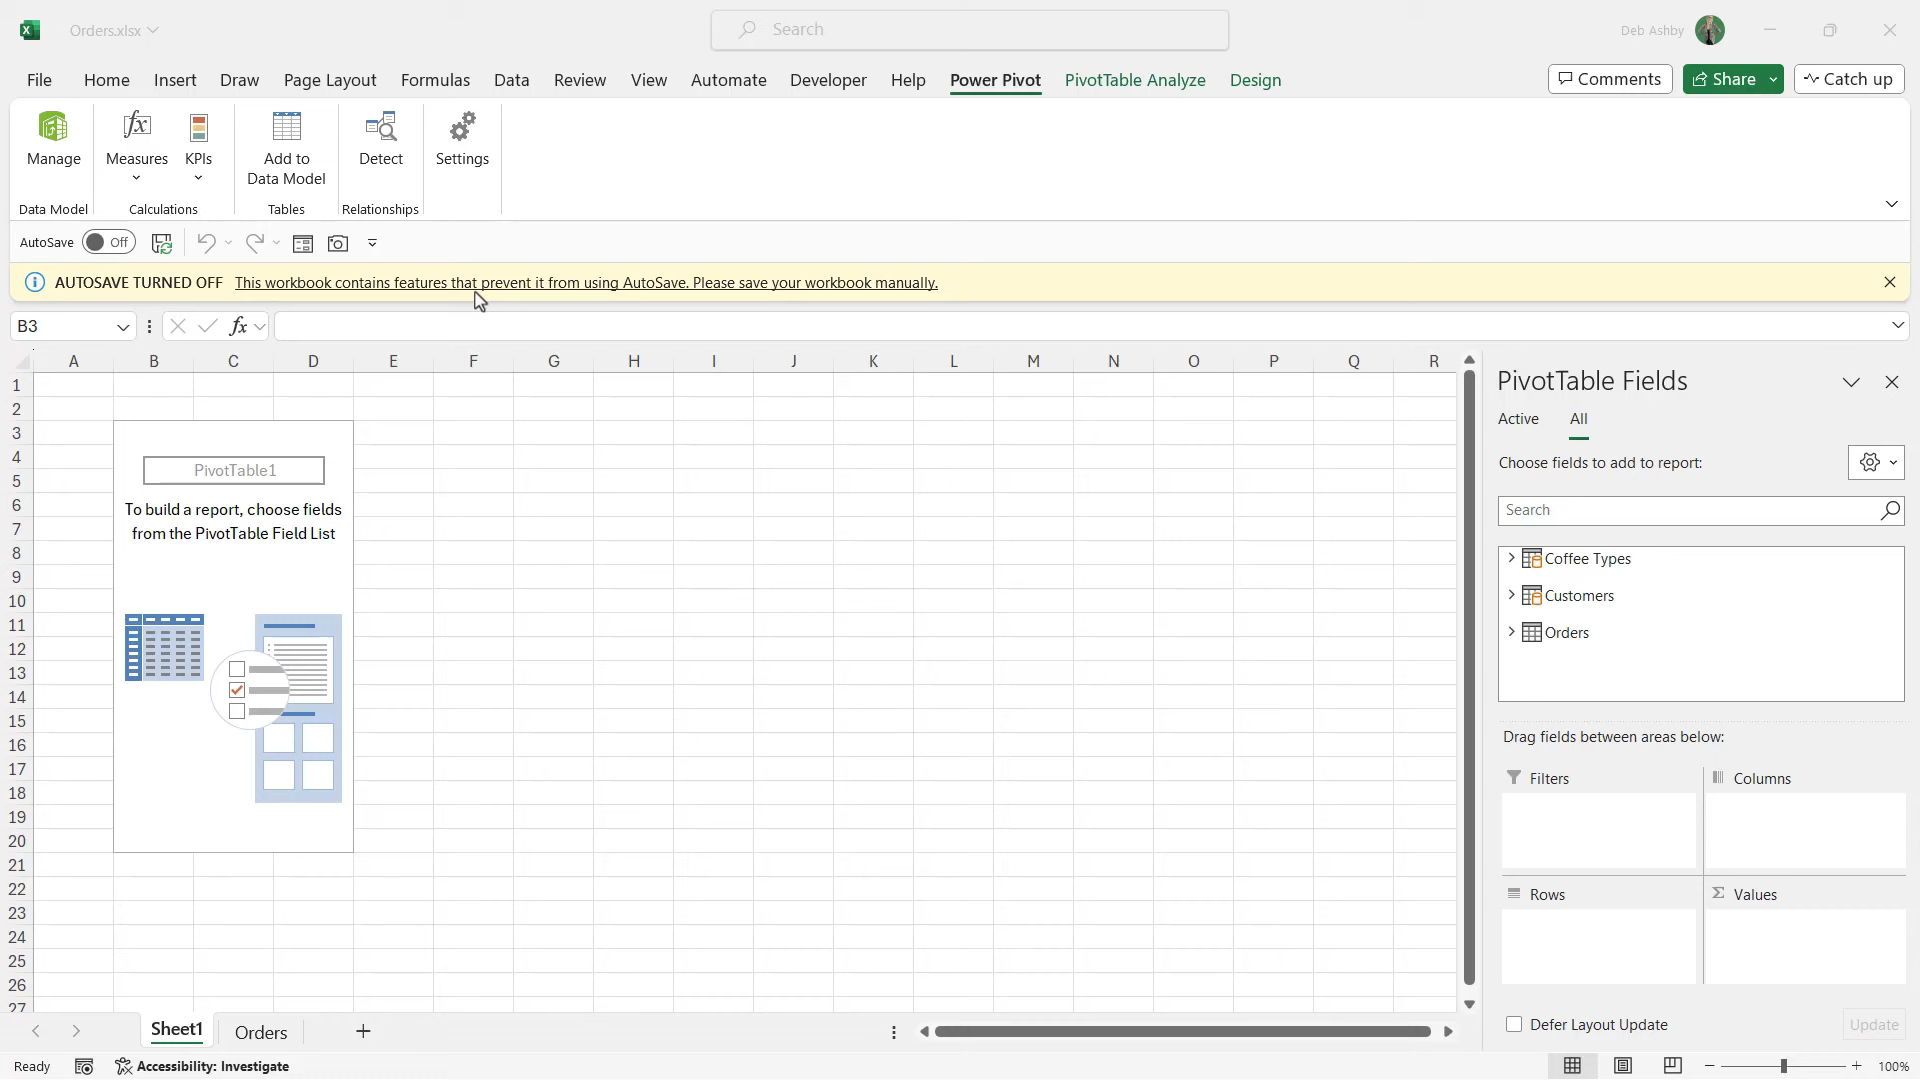 Orders.xlsx
Search
Deb Ashby
File Home Insert Draw Page Layout Formulas Data Review View Automate Developer Help Power Pivot PivotTable Analyze Design Comments Share Catch up
Manage
Measures
KPIs
Add to
Data Model
Detect
Settings
Data Model
Calculations
Tables
Relationships
AutoSave Off
AUTOSAVE TURNED OFF This workbook contains features that prevent it from using AutoSave. Please save your workbook manually.
B3
fx
A B C D E F G H I J K L M N O P Q R
1
2
3
4
5
6
7
8
9
10
11
12
13
14
15
16
17
18
19
20
21
22
23
24
25
26
27
PivotTable1
To build a report, choose fields
from the PivotTable Field List
PivotTable Fields
Active All
Choose fields to add to report:
Search
Coffee Types
Customers
Orders
Drag fields between areas below:
Filters
Columns
Rows
Σ Values
Defer Layout Update
Update
Sheet1 Orders
Ready
Accessibility: Investigate
100%